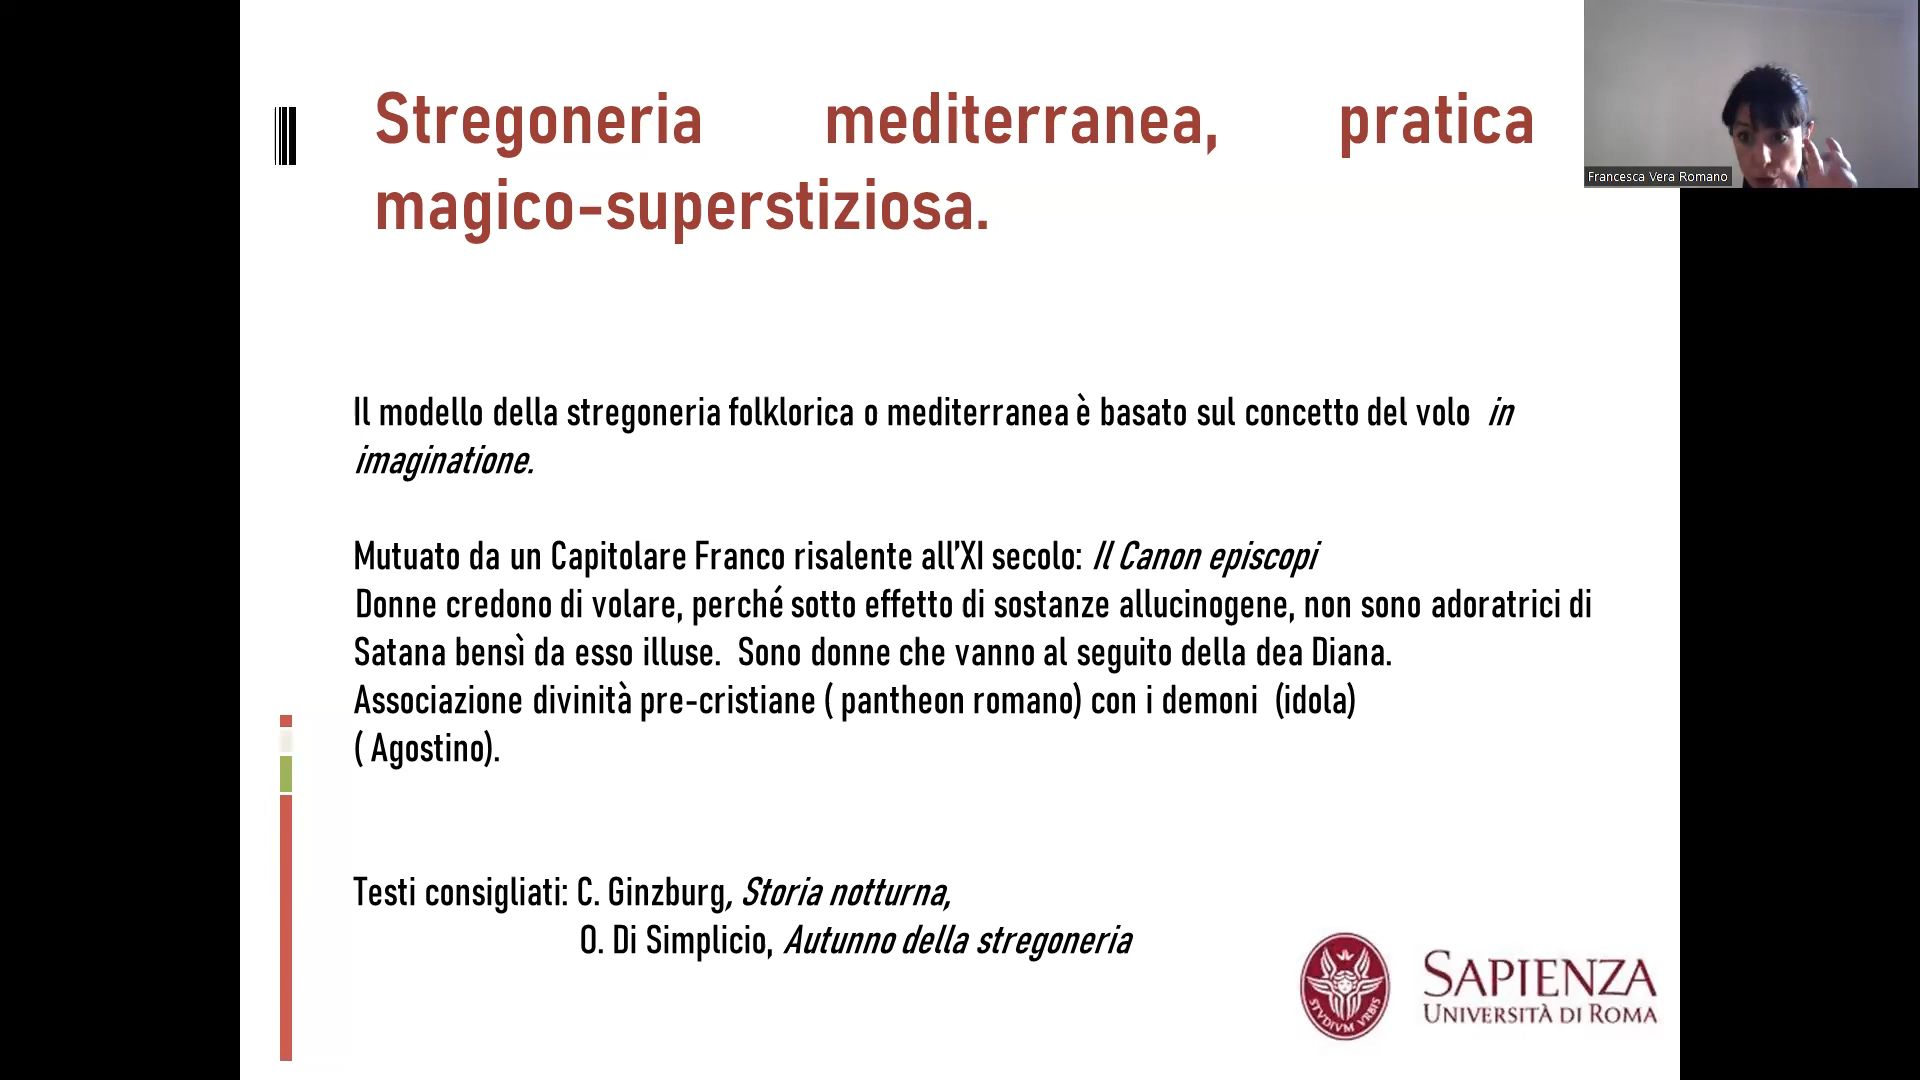 Stregoneria mediterranea, pratica
magico-superstiziosa.
Francesca Vera Romano
Il modello della stregoneria folklorica o mediterranea è basato sul concetto del volo in
imaginatione.
Mutuato da un Capitolare Franco risalente all'XI secolo: Il Canon episcopi
Donne credono di volare, perché sotto effetto di sostanze allucinogene, non sono adoratrici di
Satana bensì da esso illuse. Sono donne che vanno al seguito della dea Diana.
Associazione divinità pre-cristiane ( pantheon romano) con i demoni (idola)
( Agostino).
Testi consigliati: C. Ginzburg, Storia notturna,
O. Di Simplicio, Autunno della stregoneria
STVDIVM VRBIS
SAPIENZA
UNIVERSITÀ DI ROMA